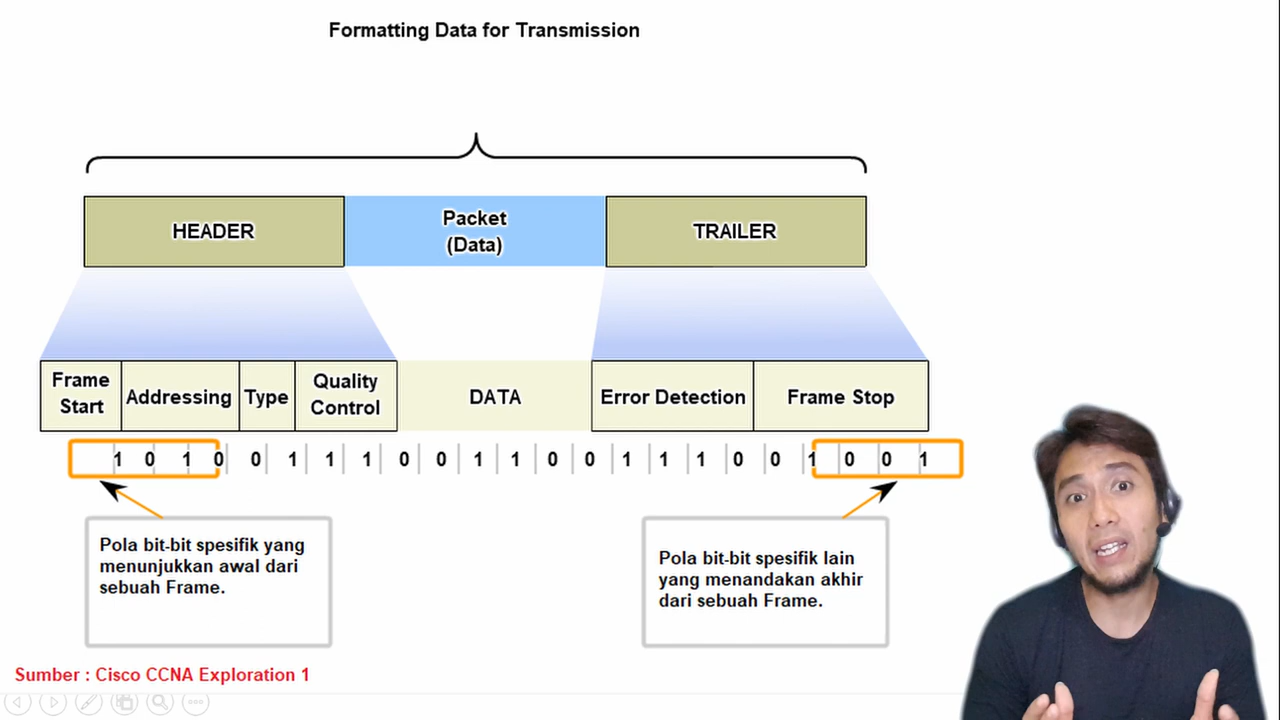 Formatting Data for Transmission
HEADER
Packet
(Data)
TRAILER
Frame
Start
Addressing
Type
Quality
Control
DATA
Error Detection
Frame Stop
1 0 1 0 0 1 1 1 0 0 1 1 0 0 1 1 1 0 0 1 0 0 1
Pola bit-bit spesifik yang
menunjukkan awal dari
sebuah Frame.
Pola bit-bit spesifik lain
yang menandakan akhir
dari sebuah Frame.
Sumber : Cisco CCNA Exploration 1